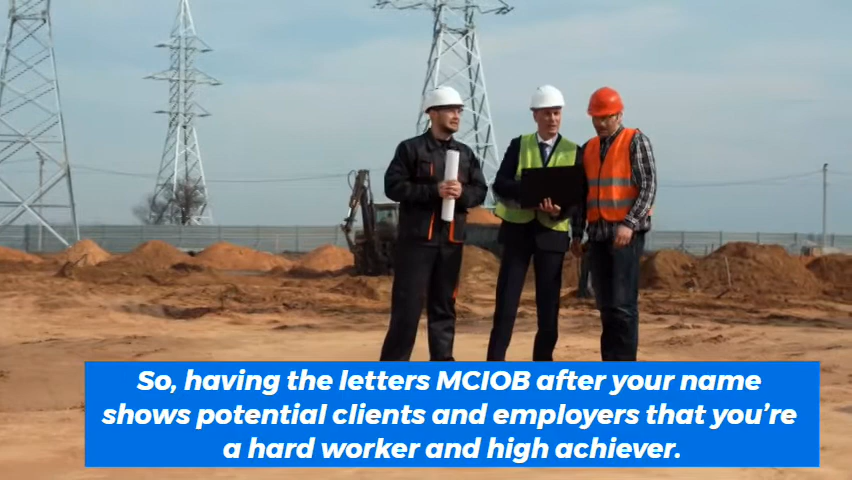 So, having the letters MCIOB after your name
shows potential clients and employers that you’re
a hard worker and high achiever.